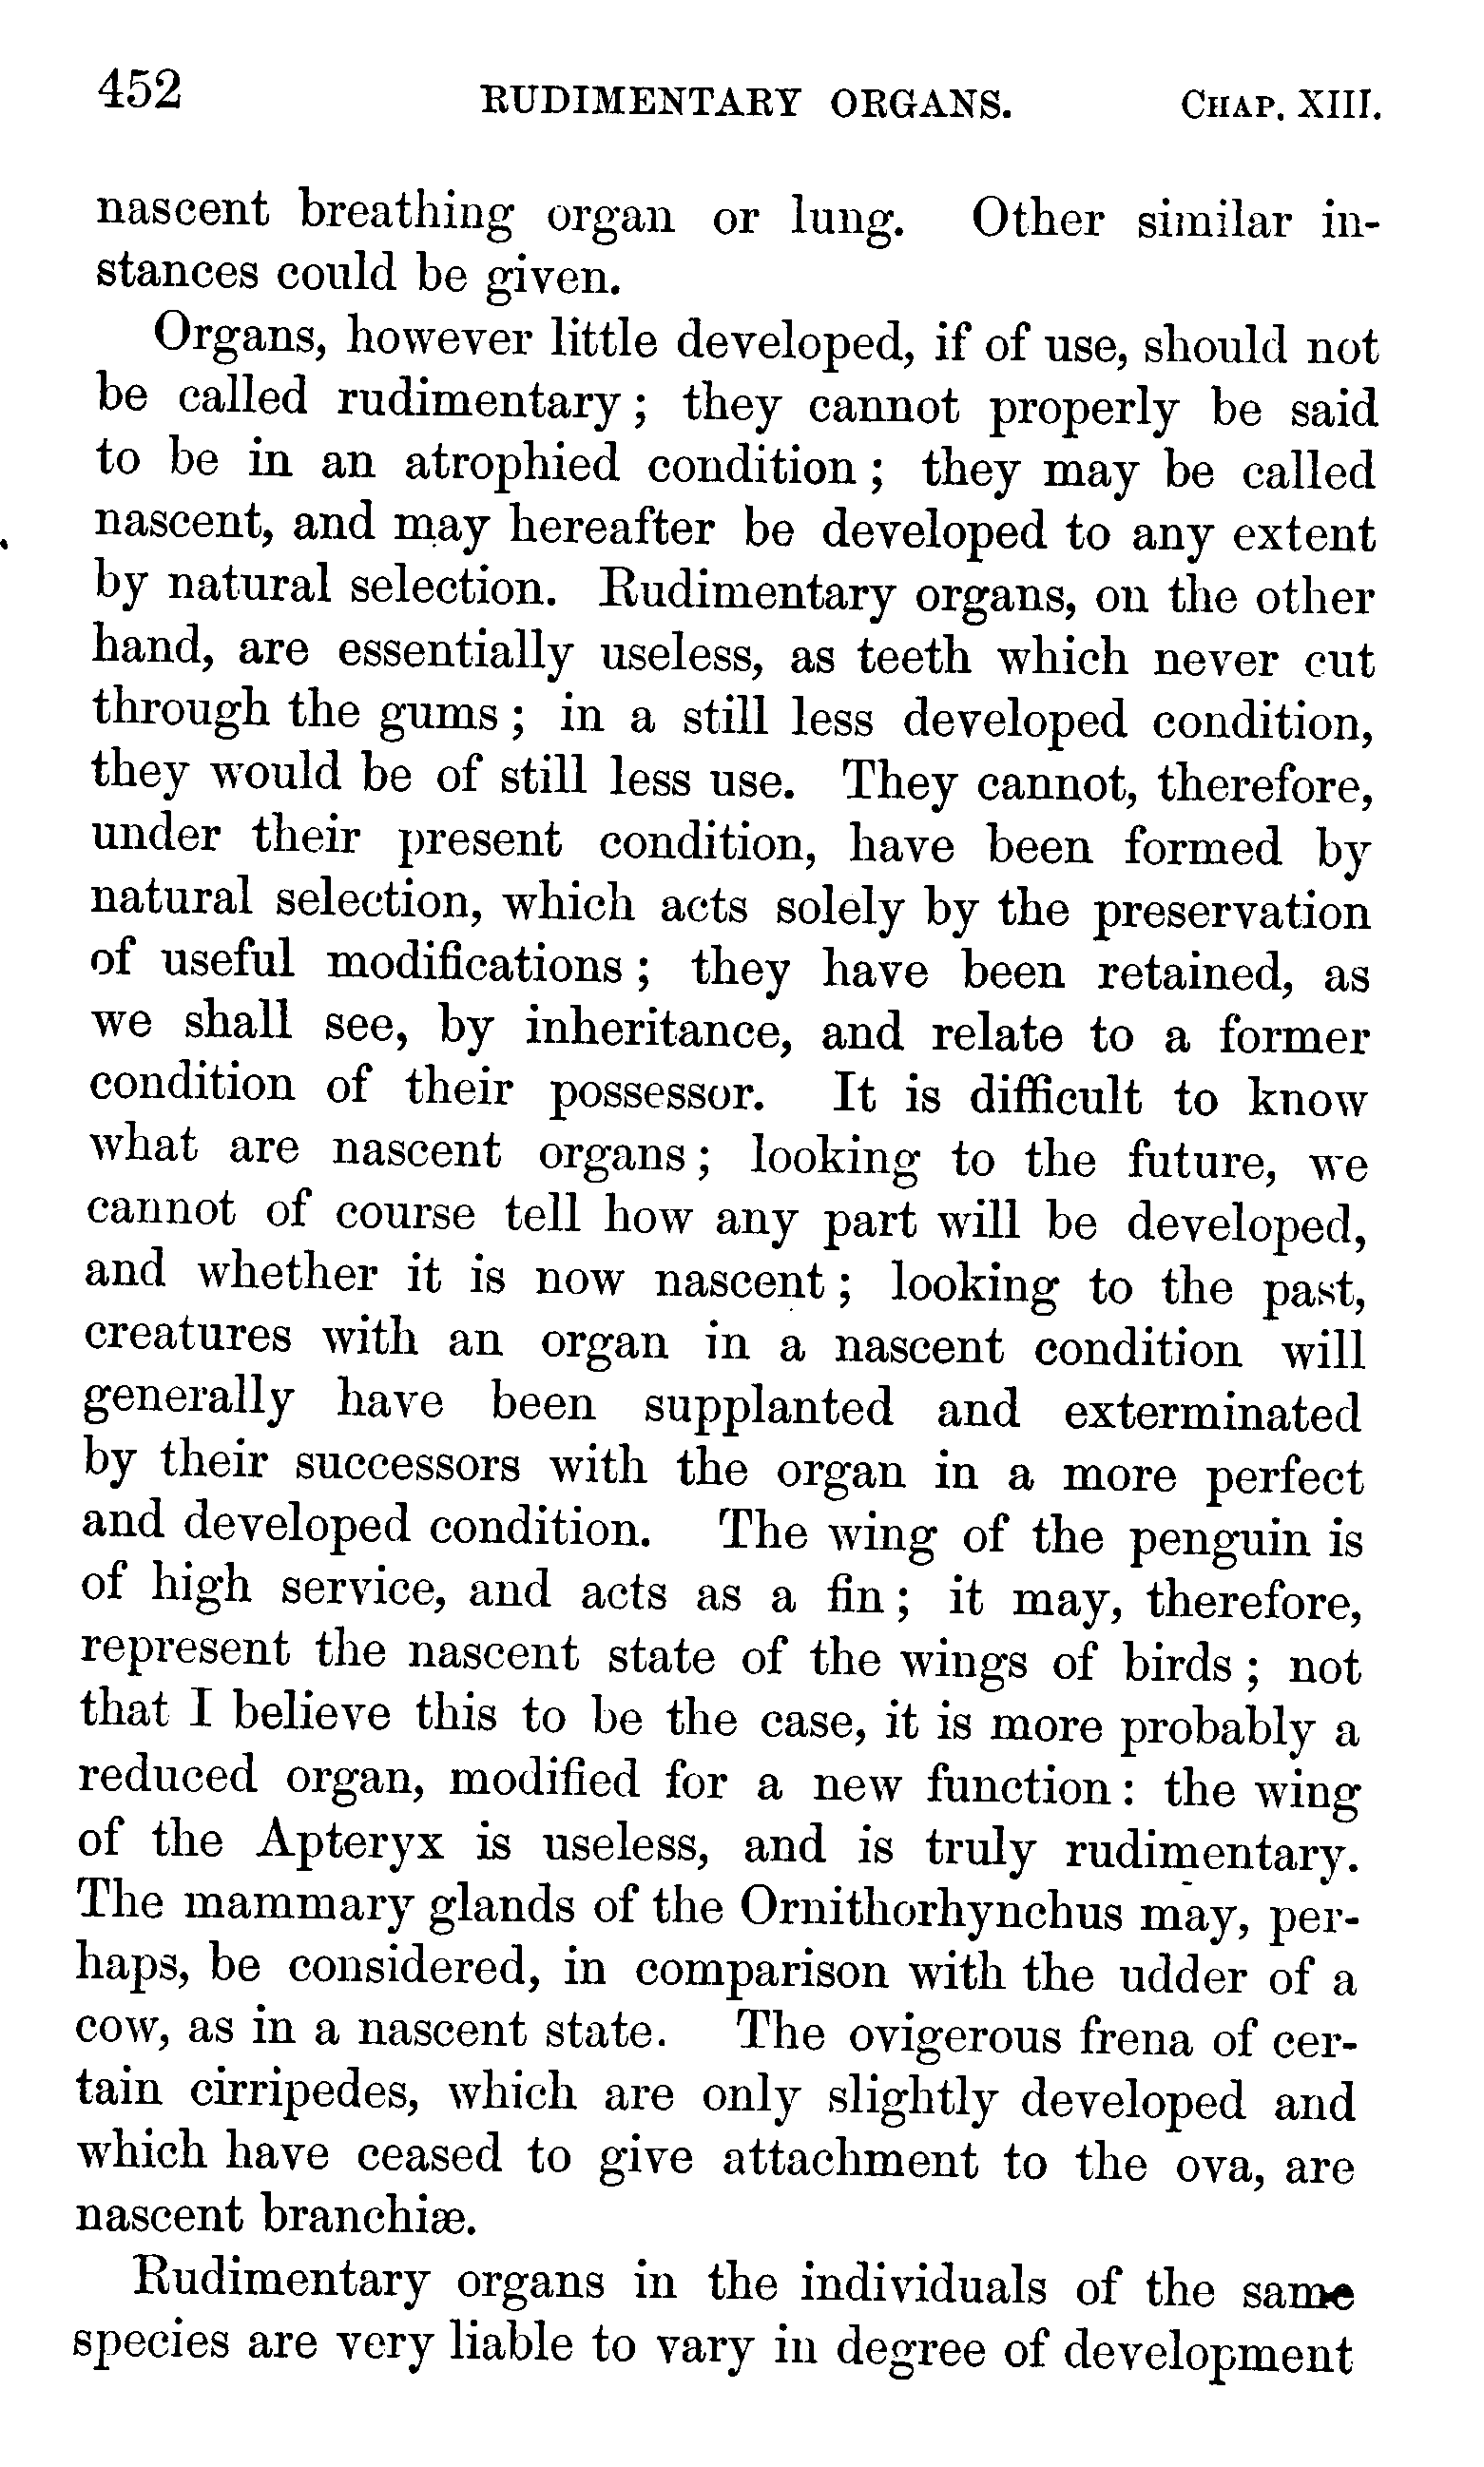 452 RUDIMENTARY ORGANS. CHAP. XIII.
nascent breathing organ or lung. Other similar in-
stances could be given.
Organs, however little developed, if of use, should not
be called rudimentary; they cannot properly be said
to be in an atrophied condition; they may be called
nascent, and may hereafter be developed to any extent
by natural selection. Rudimentary organs, on the other
hand, are essentially useless, as teeth which never cut
through the gums; in a still less developed condition,
they would be of still less use. They cannot, therefore,
under their present condition, have been formed by
natural selection, which acts solely by the preservation
of useful modifications; they have been retained, as
we shall see, by inheritance, and relate to a former
condition of their possessor. It is difficult to know
what are nascent organs; looking to the future, we
cannot of course tell how any part will be developed,
and whether it is now nascent; looking to the past,
creatures with an organ in a nascent condition will
generally have been supplanted and exterminated
by their successors with the organ in a more perfect
and developed condition. The wing of the penguin is
of high service, and acts as a fin; it may, therefore,
represent the nascent state of the wings of birds; not
that I believe this to be the case, it is more probably a
reduced organ, modified for a new function: the wing
of the Apteryx is useless, and is truly rudimentary.
The mammary glands of the Ornithorhynchus may, per-
haps, be considered, in comparison with the udder of a
cow, as in a nascent state. The ovigerous frena of cer-
tain cirripedes, which are only slightly developed and
which have ceased to give attachment to the ova, are
nascent branchiæ.
Rudimentary organs in the individuals of the same
species are very liable to vary in degree of development